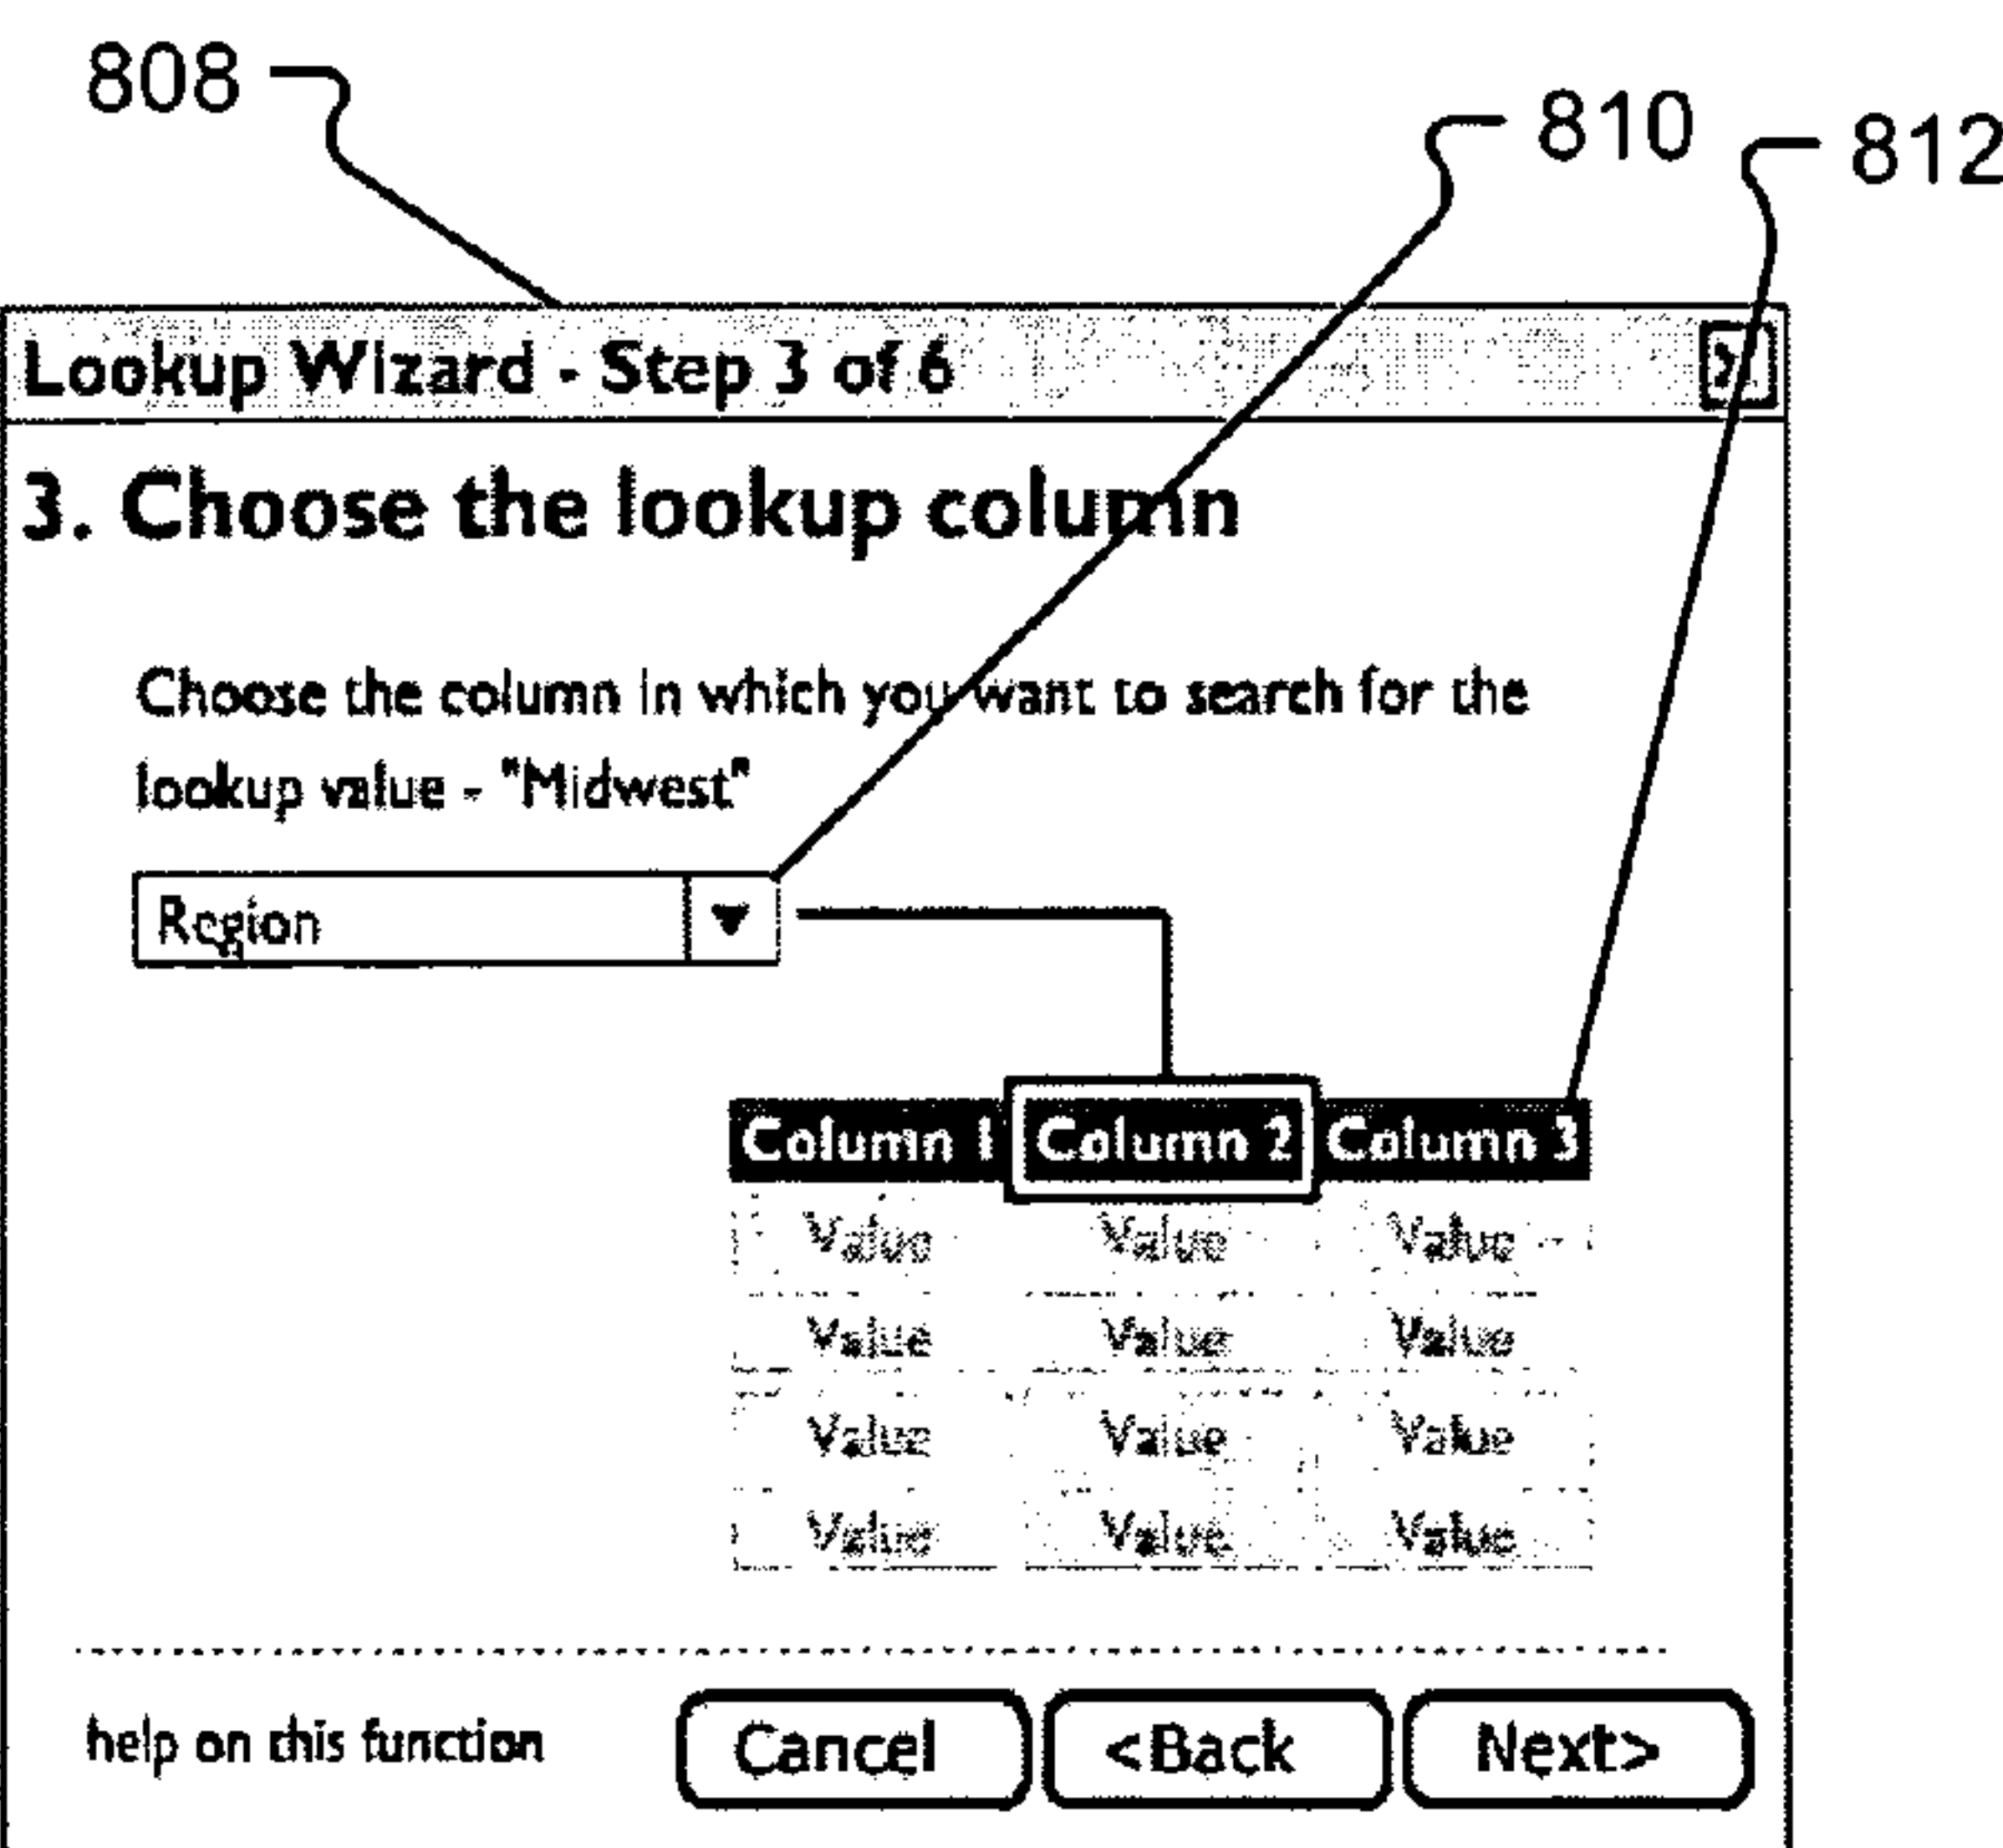 808
810
812
Lookup Wizard - Step 3 of 6
3. Choose the lookup column
Choose the column in which you want to search for the
lookup value - "Midwest"
Region
Column 1 Column 2 Column 3
Value Value Value
Value Value Value
Value Value Value
Value Value Value
help on this function Cancel <Back Next>